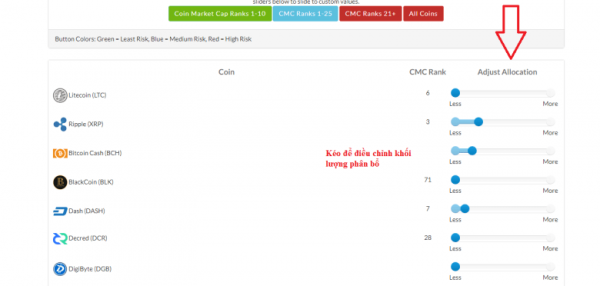 sliders below to slide to custom values.
Coin Market Cap Ranks 1-10 CMC Ranks 1-25 CMC Ranks 21+ All Coins
Button Colors: Green = Least Risk, Blue = Medium Risk, Red = High Risk
Coin CMC Rank Adjust Allocation
Litecoin (LTC) 6
Less More
Ripple (XRP) 3
Less More
Bitcoin Cash (BCH)
Less More
Kéo để điều chỉnh khối
lượng phân bổ
BlackCoin (BLK) 71
Less More
Dash (DASH) 7
Less More
Decred (DCR) 28
Less More
DigiByte (DGB)
Less More